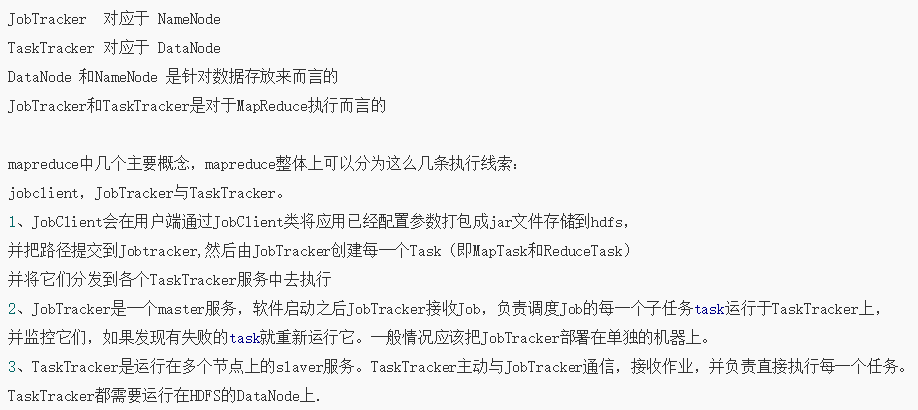 JobTracker 对应于 NameNode
TaskTracker 对应于 DataNode
DataNode 和NameNode 是针对数据存放来而言的
JobTracker和TaskTracker是对于MapReduce执行而言的
mapreduce中几个主要概念，mapreduce整体上可以分为这么几条执行线索：
jobclient，JobTracker与TaskTracker。
1、JobClient会在用户端通过JobClient类将应用已经配置参数打包成jar文件存储到hdfs，
并把路径提交到Jobtracker,然后由JobTracker创建每一个Task（即MapTask和ReduceTask）
并将它们分发到各个TaskTracker服务中去执行
2、JobTracker是一个master服务，软件启动之后JobTracker接收Job，负责调度Job的每一个子任务task运行于TaskTracker上，
并监控它们，如果发现有失败的task就重新运行它。一般情况应该把JobTracker部署在单独的机器上。
3、TaskTracker是运行在多个节点上的slaver服务。TaskTracker主动与JobTracker通信，接收作业，并负责直接执行每一个任务。
TaskTracker都需要运行在HDFS的DataNode上.